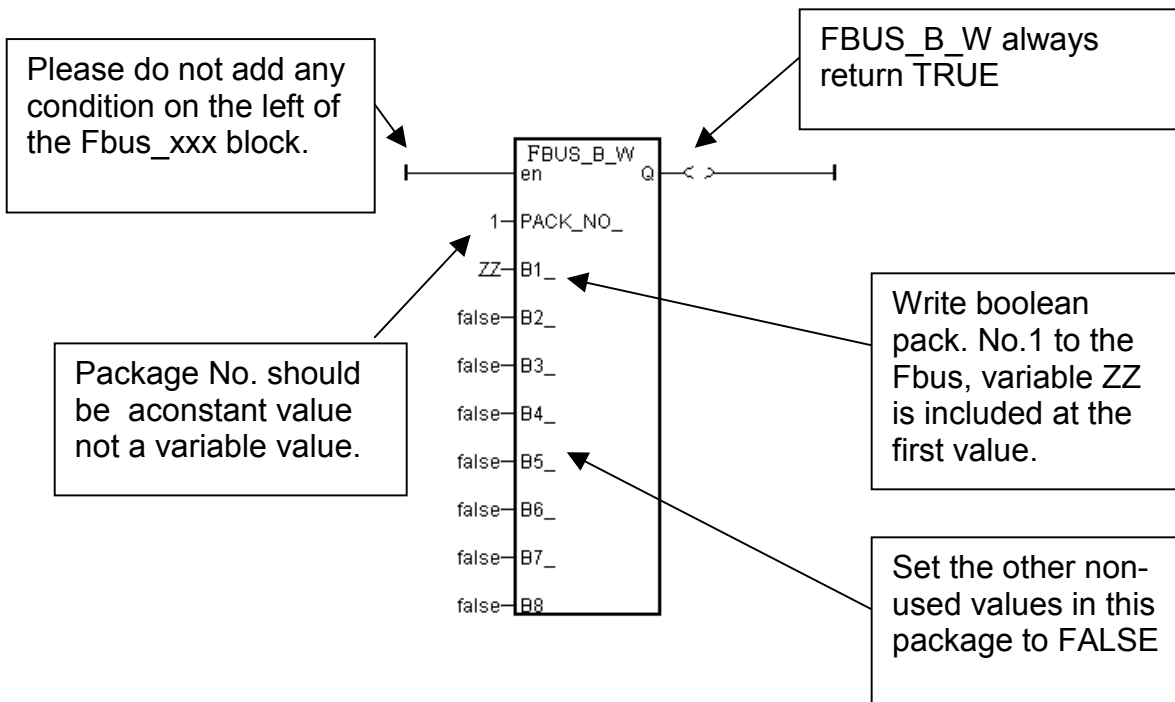 Please do not add any
condition on the left of
the Fbus_xxx block.
FBUS_B_W always
return TRUE
FBUS_B_W
en Q
1 PACK_NO_
ZZ B1_
false B2_
false B3_
false B4_
false B5_
false B6_
false B7_
false B8
Package No. should
be aconstant value
not a variable value.
Write boolean
pack. No.1 to the
Fbus, variable ZZ
is included at the
first value.
Set the other non-
used values in this
package to FALSE